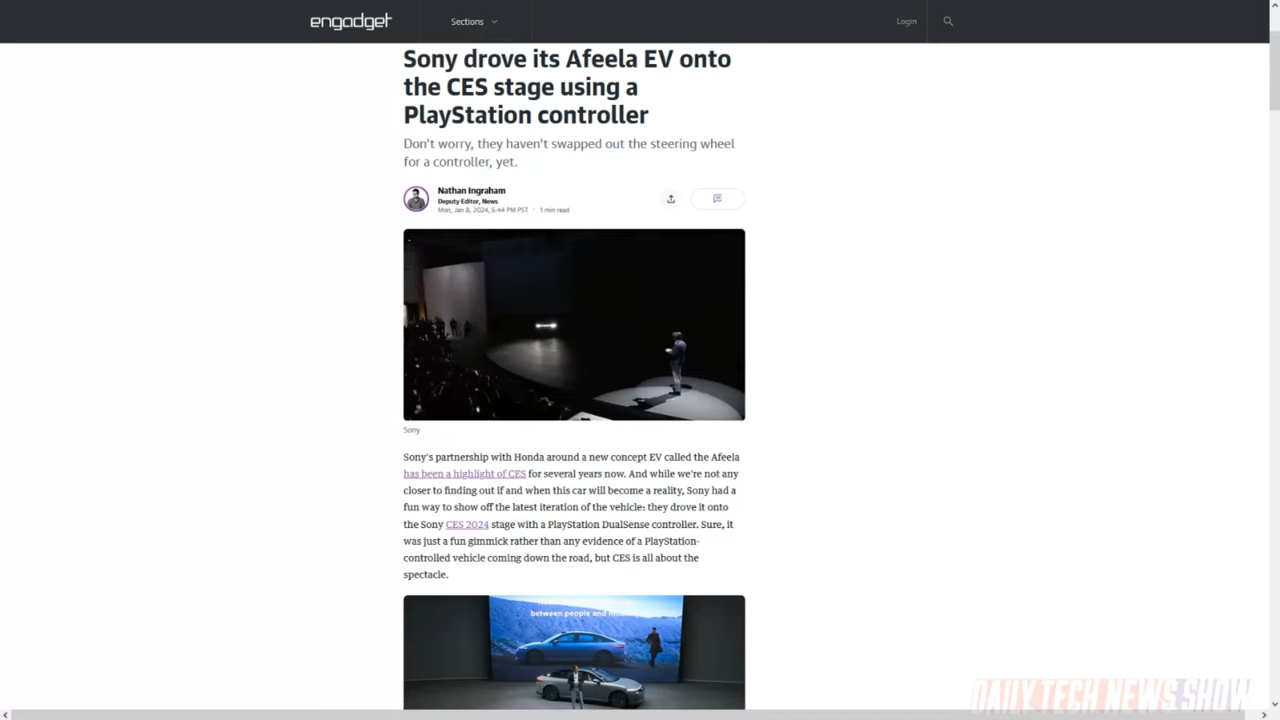 engadget
Sections
Login
Sony drove its Afeela EV onto
the CES stage using a
PlayStation controller
Don't worry, they haven't swapped out the steering wheel
for a controller, yet.
Nathan Ingraham
Deputy Editor, News
Mon, Jan 8, 2024, 5:44 PM PST · 1 min read
Sony
Sony's partnership with Honda around a new concept EV called the Afeela
has been a highlight of CES for several years now. And while we're not any
closer to finding out if and when this car will become a reality, Sony had a
fun way to show off the latest iteration of the vehicle: they drove it onto
the Sony CES 2024 stage with a PlayStation DualSense controller. Sure, it
was just a fun gimmick rather than any evidence of a PlayStation-
controlled vehicle coming down the road, but CES is all about the
spectacle.
between people and
DAILY TECH NEWS SHOW